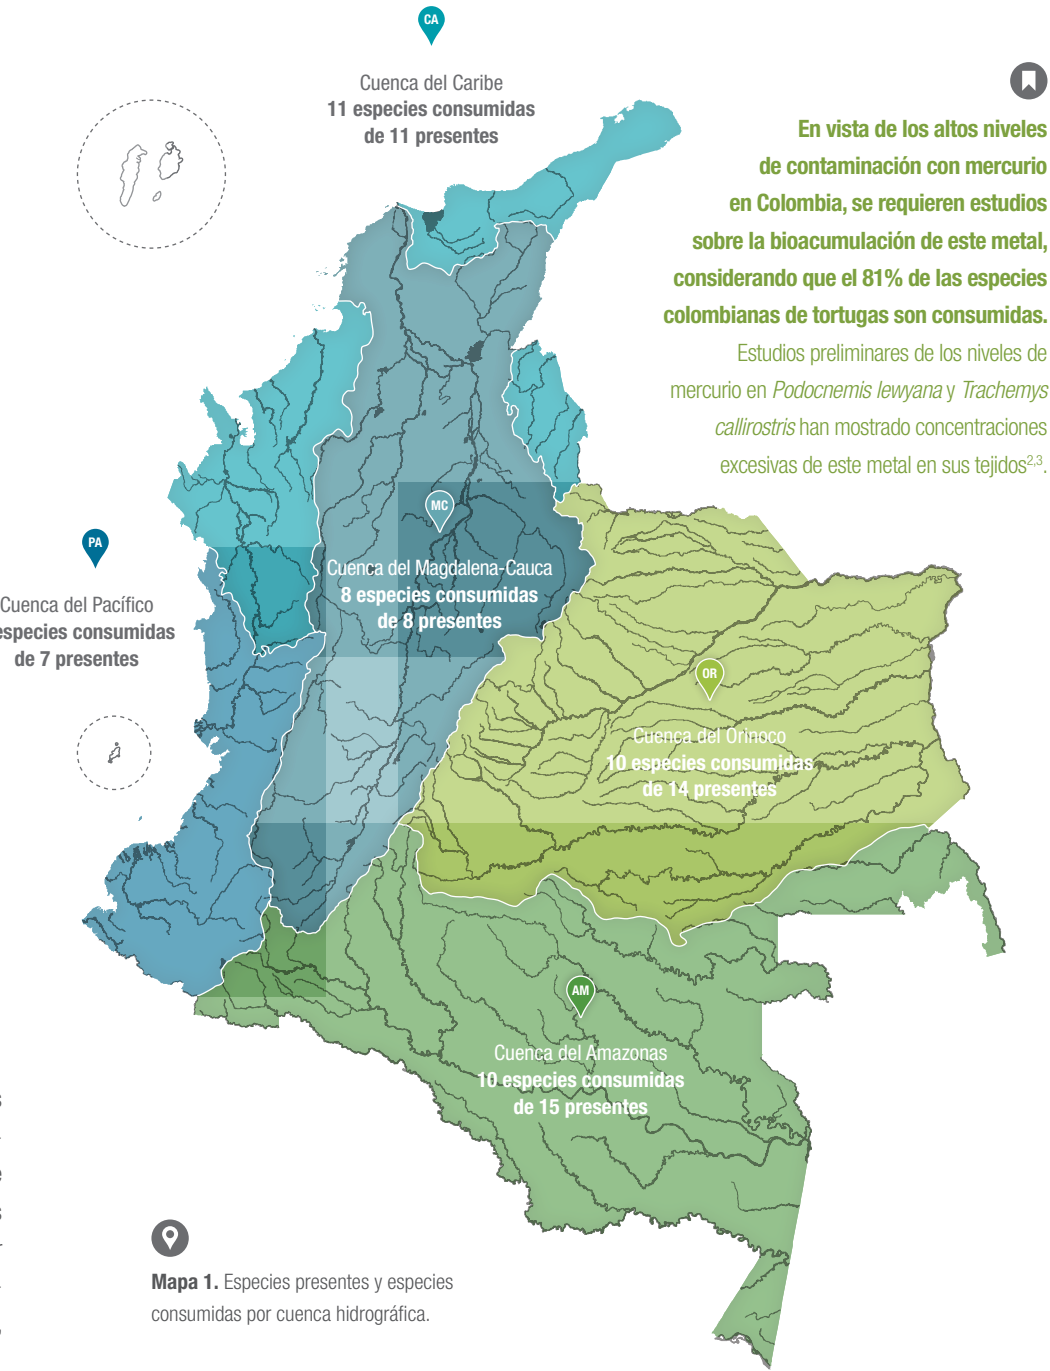 CA
Cuenca del Caribe
11 especies consumidas
de 11 presentes
En vista de los altos niveles
de contaminación con mercurio
en Colombia, se requieren estudios
sobre la bioacumulación de este metal,
considerando que el 81% de las especies
colombianas de tortugas son consumidas.
Estudios preliminares de los niveles de
mercurio en Podocnemis lewyana y Trachemys
callirostris han mostrado concentraciones
excesivas de este metal en sus tejidos2,3.
MC
Cuenca del Magdalena-Cauca
8 especies consumidas
de 8 presentes
PA
Cuenca del Pacífico
especies consumidas
de 7 presentes
OR
Cuenca del Orinoco
10 especies consumidas
de 14 presentes
AM
Cuenca del Amazonas
10 especies consumidas
de 15 presentes
Mapa 1. Especies presentes y especies
consumidas por cuenca hidrográfica.